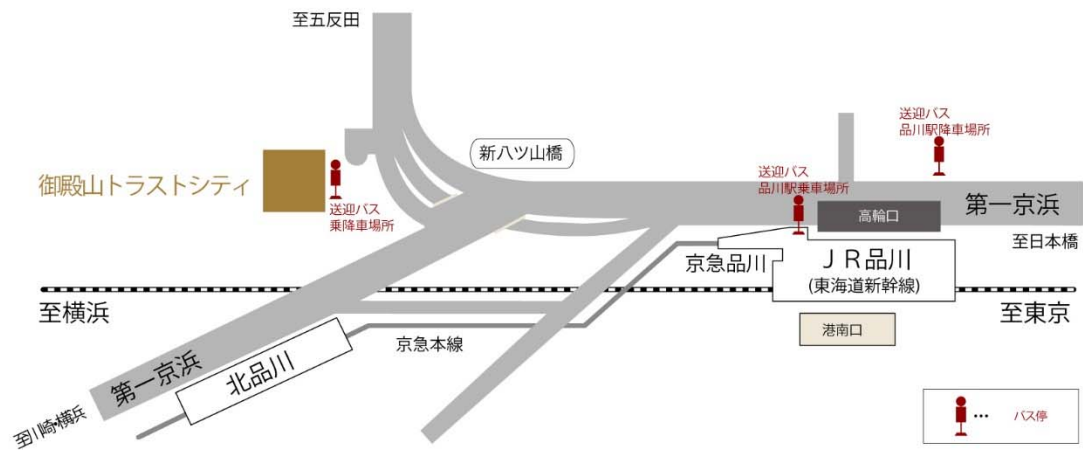 至五反田
送迎バス
品川駅降車場所
新八ツ山橋
御殿山トラストシティ
送迎バス
乗降車場所
送迎バス
品川駅乗車場所
高輪口
第一京浜
至日本橋
京急品川
ＪＲ品川
(東海道新幹線)
至横浜
至東京
港南口
京急本線
北品川
第一京浜
至川崎・横浜
… バス停